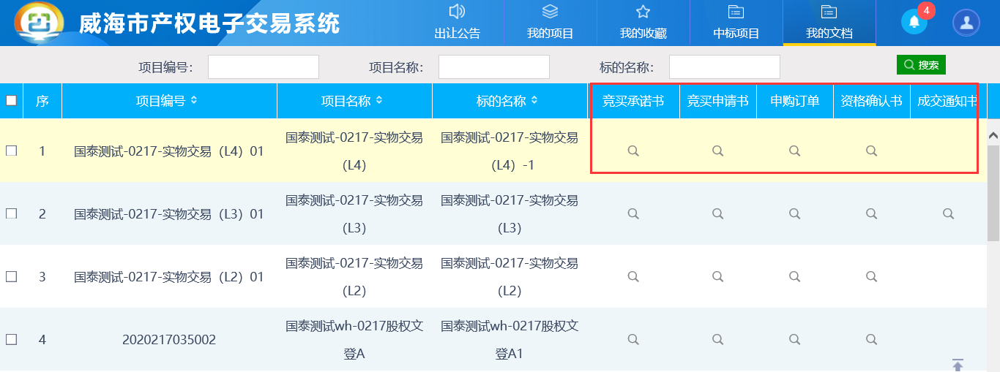 威海市产权电子交易系统
出让公告
我的项目
我的收藏
中标项目
我的文档
4
项目编号：
项目名称：
标的名称：
搜索
序
项目编号
项目名称
标的名称
竞买承诺书
竞买申请书
申购订单
资格确认书
成交通知书
1
国泰测试-0217-实物交易（L4）01
国泰测试-0217-实物交易
（L4）
国泰测试-0217-实物交易
（L4）-1
2
国泰测试-0217-实物交易（L3）01
国泰测试-0217-实物交易
（L3）
国泰测试-0217-实物交易
（L3）
3
国泰测试-0217-实物交易（L2）01
国泰测试-0217-实物交易
（L2）
国泰测试-0217-实物交易
（L2）
4
2020217035002
国泰测试wh-0217股权文
登A
国泰测试wh-0217股权文
登A1